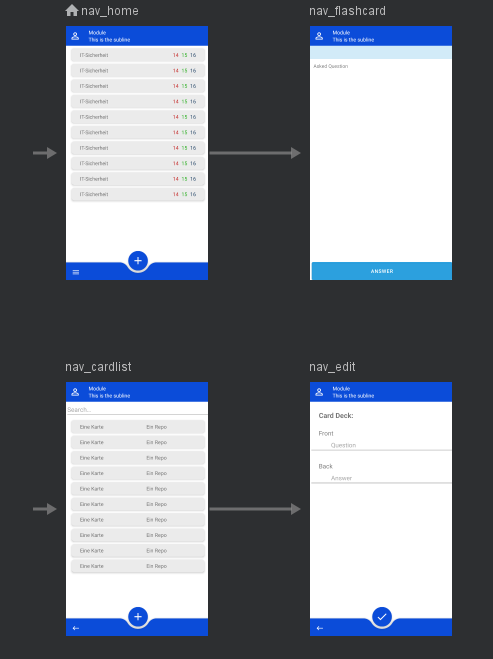 nav_home
Module
This is the subline
IT-Sicherheit 14 15 16
IT-Sicherheit 14 15 16
IT-Sicherheit 14 15 16
IT-Sicherheit 14 15 16
IT-Sicherheit 14 15 16
IT-Sicherheit 14 15 16
IT-Sicherheit 14 15 16
IT-Sicherheit 14 15 16
IT-Sicherheit 14 15 16
IT-Sicherheit 14 15 16
nav_flashcard
Module
This is the subline
Asked Question
ANSWER
nav_cardlist
Module
This is the subline
Search...
Eine Karte Ein Repo
Eine Karte Ein Repo
Eine Karte Ein Repo
Eine Karte Ein Repo
Eine Karte Ein Repo
Eine Karte Ein Repo
Eine Karte Ein Repo
Eine Karte Ein Repo
Eine Karte Ein Repo
Eine Karte Ein Repo
nav_edit
Module
This is the subline
Card Deck:
Front
Question
Back
Answer